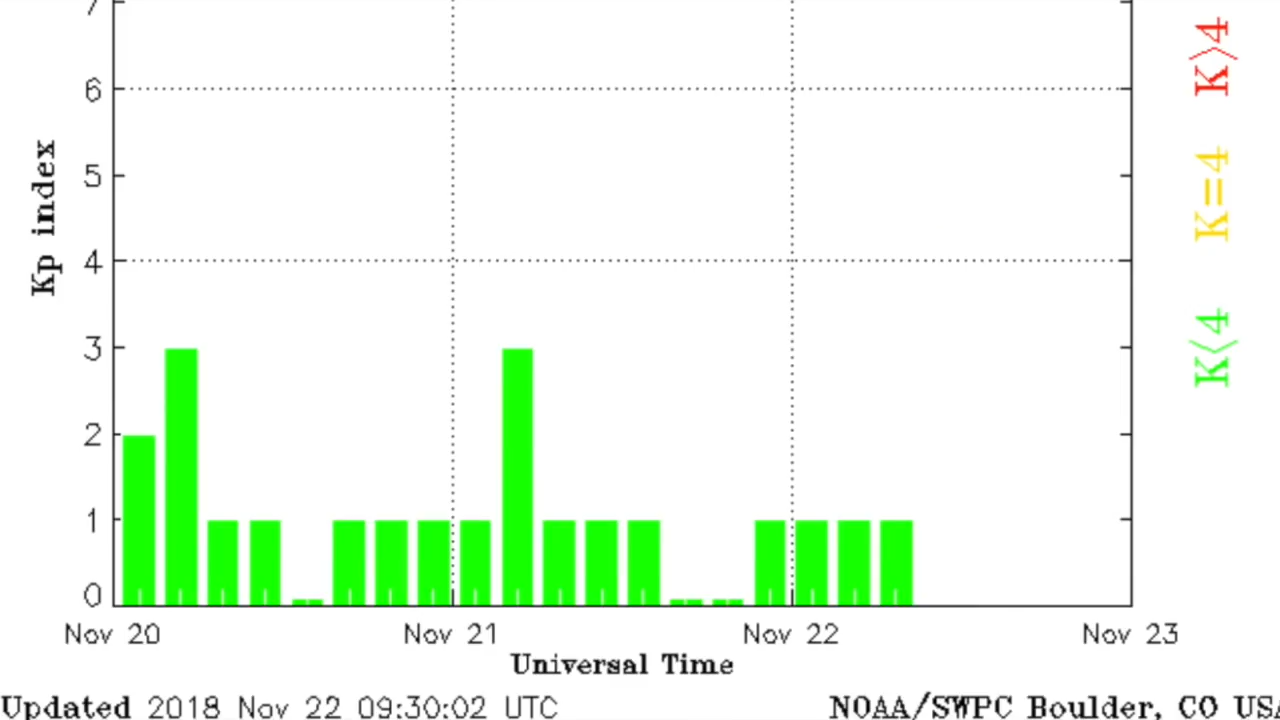 7
6
5
4
3
2
1
0
Kp index
Nov 20 Nov 21 Nov 22 Nov 23
Universal Time
Updated 2018 Nov 22 09:30:02 UTC
NOAA/SWPC Boulder, CO USA
K>4
K=4
K<4